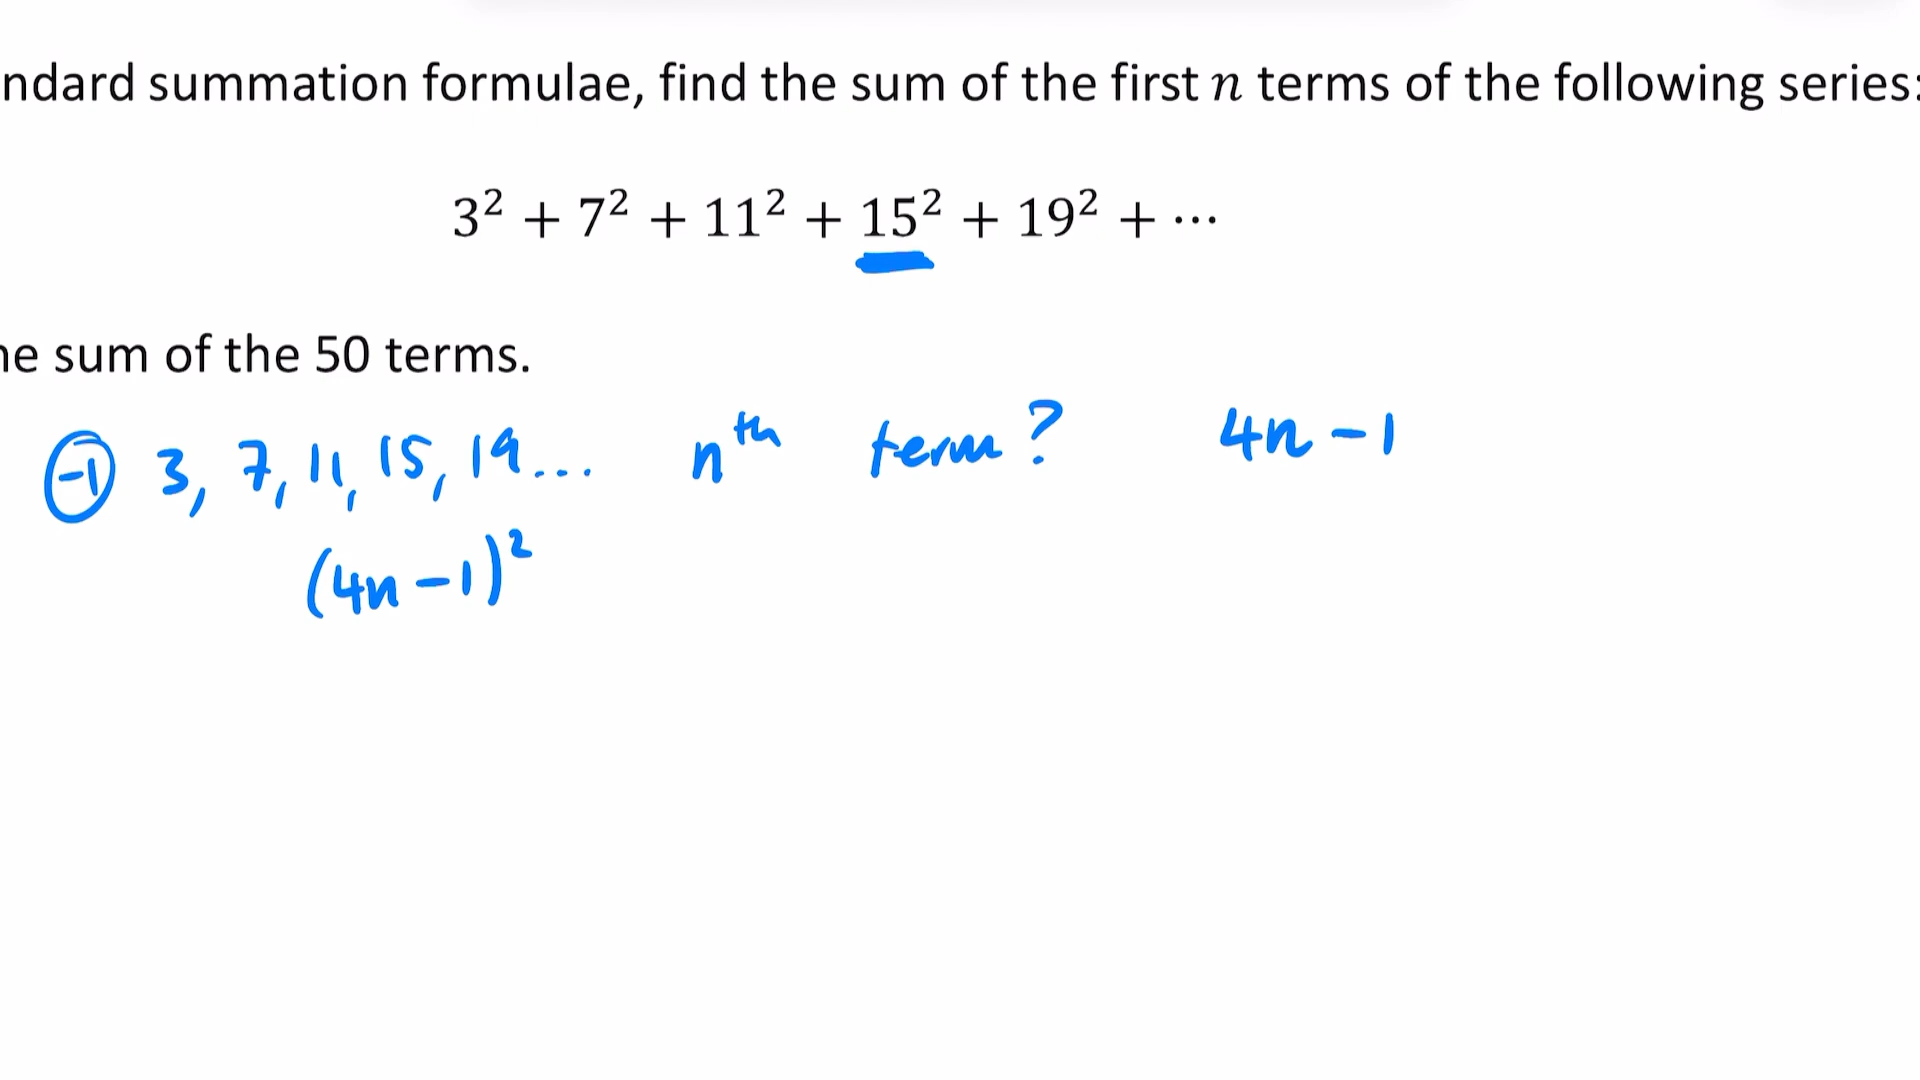 ndard summation formulae, find the sum of the first n terms of the following series:
3² + 7² + 11² + 15² + 19² + ⋯
he sum of the 50 terms.
-1 3, 7, 11, 15, 19... nᵗʰ term? 4n - 1
(4n - 1)²